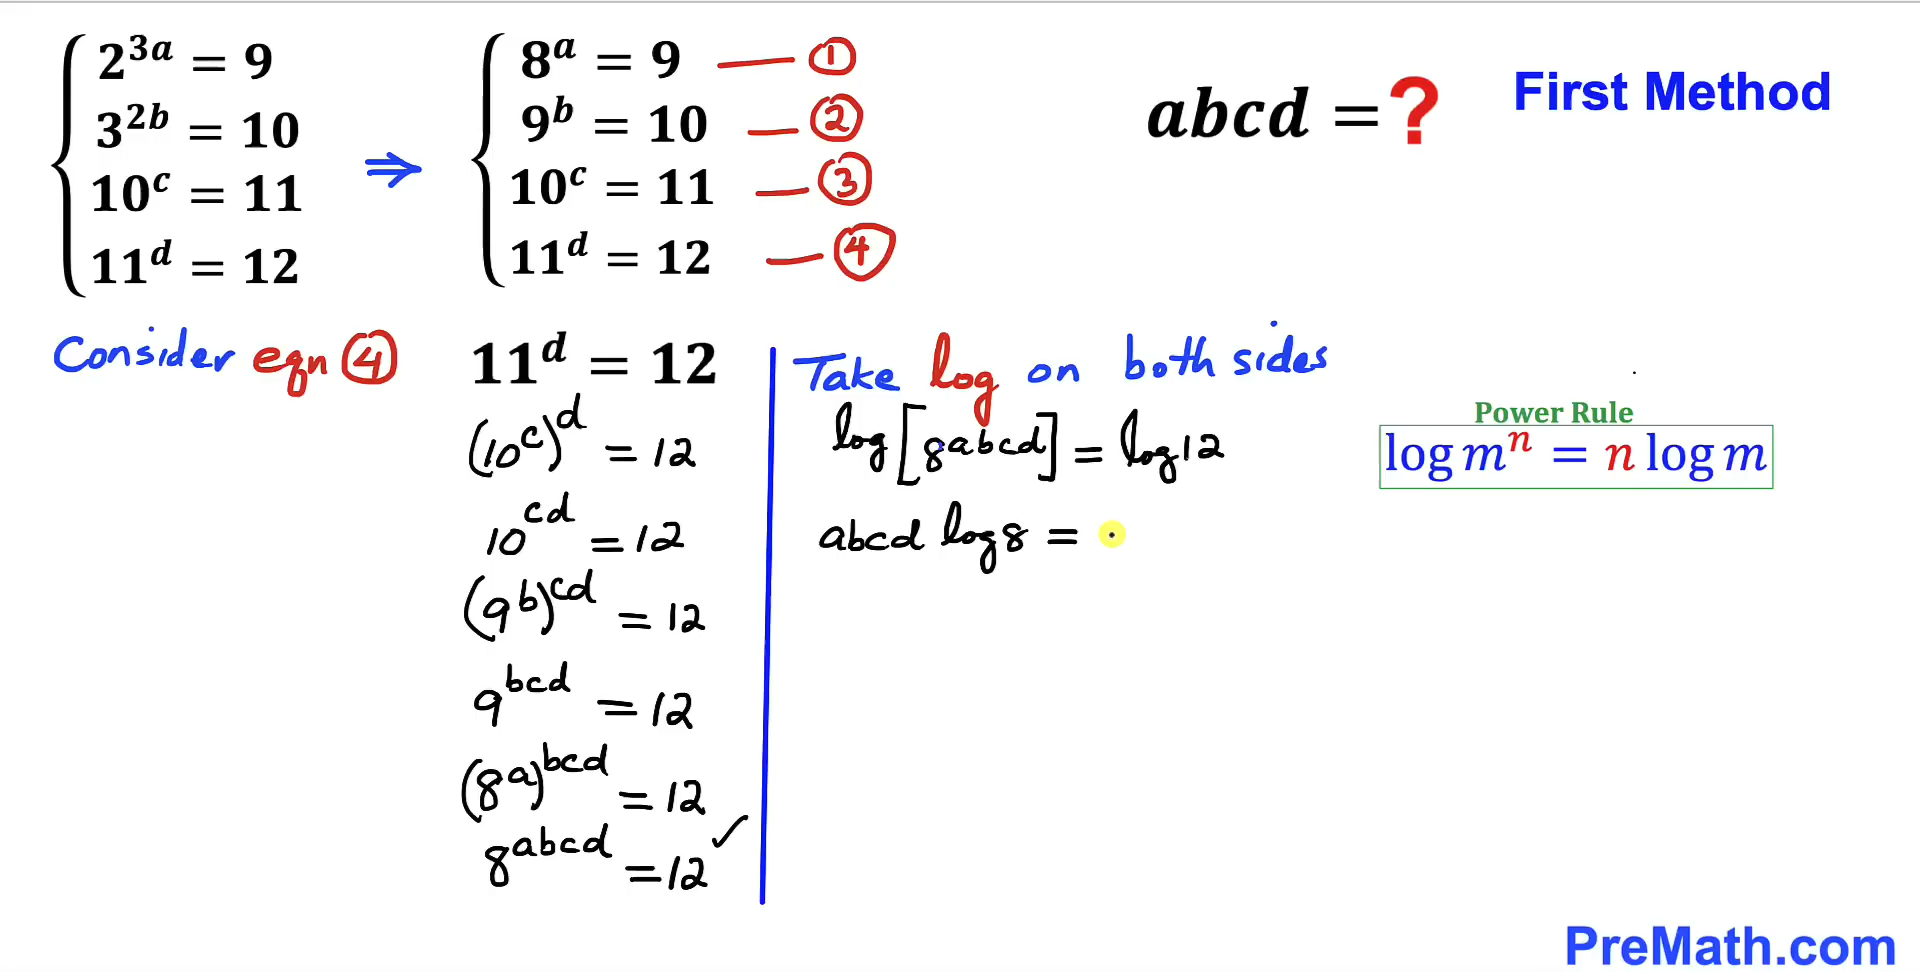 2^{3a} = 9
3^{2b} = 10
10^c = 11
11^d = 12
⇒
8^a = 9 — ①
9^b = 10 — ②
10^c = 11 — ③
11^d = 12 — ④
abcd = ?
First Method
Consider eqn ④
11^d = 12
(10^c)^d = 12
10^{cd} = 12
(9^b)^{cd} = 12
9^{bcd} = 12
(8^a)^{bcd} = 12
8^{abcd} = 12 ✓
Take log on both sides
log[8^{abcd}] = log12
abcd log8 =
Power Rule
log m^n = n log m
PreMath.com